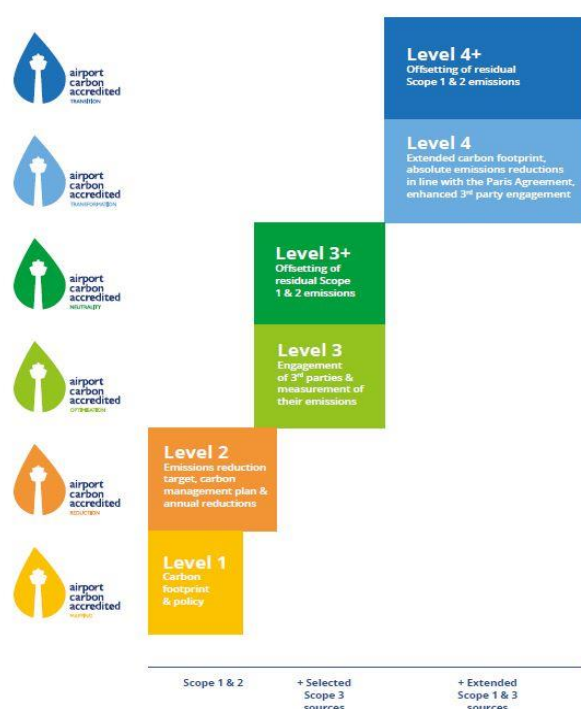 airport
carbon
accredited
TRANSITION
Level 4+
Offsetting of residual
Scope 1 & 2 emissions
airport
carbon
accredited
TRANSFORMATION
Level 4
Extended carbon footprint,
absolute emissions reductions
in line with the Paris Agreement,
enhanced 3rd party engagement
airport
carbon
accredited
NEUTRALITY
Level 3+
Offsetting of
residual Scope
1 & 2 emissions
airport
carbon
accredited
OPTIMISATION
Level 3
Engagement
of 3rd parties &
measurement of
their emissions
airport
carbon
accredited
REDUCTION
Level 2
Emissions reduction
target, carbon
management plan &
annual reductions
airport
carbon
accredited
MAPPING
Level 1
Carbon
footprint
& policy
Scope 1 & 2
+ Selected
Scope 3
sources
+ Extended
Scope 1 & 3
sources